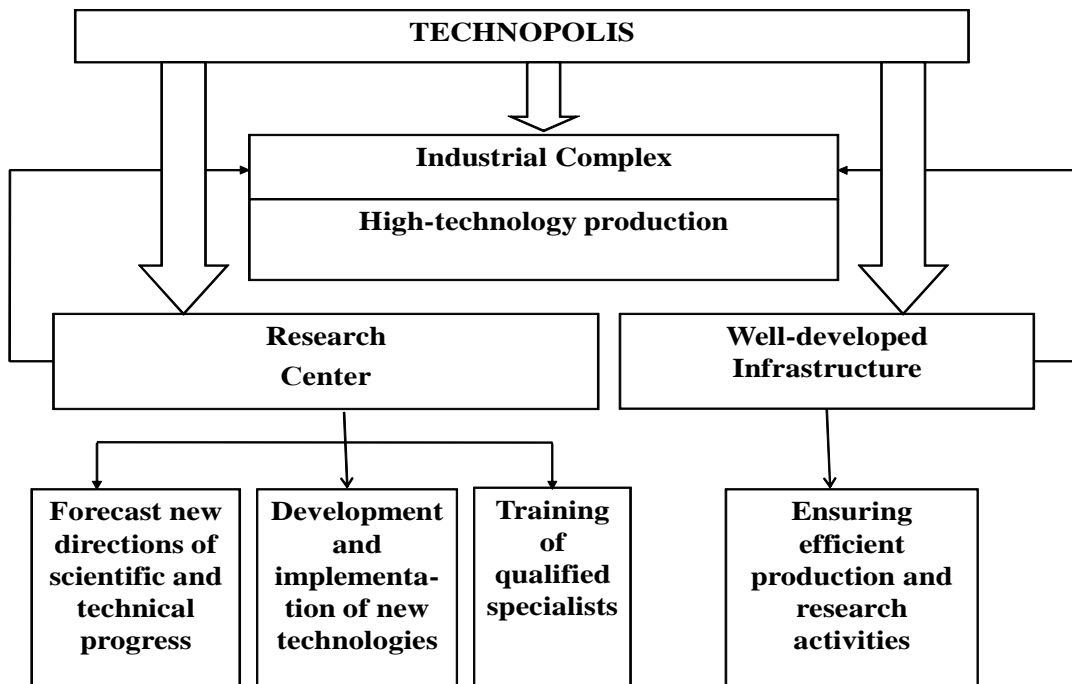 TECHNOPOLIS
Industrial Complex
High-technology production
Research
Center
Well-developed
Infrastructure
Forecast new
directions of
scientific and
technical
progress
Development
and
implementa-
tion of new
technologies
Training
of
qualified
specialists
Ensuring
efficient
production and
research
activities